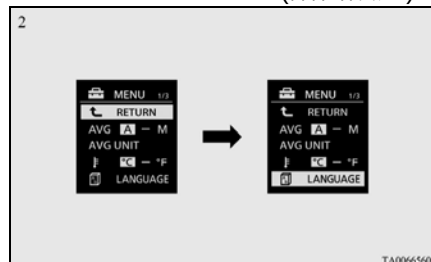 2
MENU 1/3
RETURN
AVG A – M
AVG UNIT
°C – °F
LANGUAGE
MENU 1/3
RETURN
AVG A – M
AVG UNIT
°C – °F
LANGUAGE
TA0066560